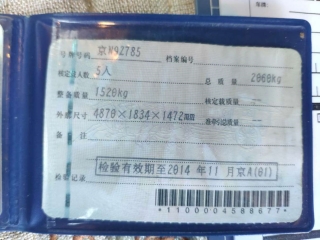 号牌号码 京N9Z785 档案编号
核定载人数 5人 总质量 2060kg
整备质量 1520kg 核定载质量 --
外廓尺寸 4870×1834×1472mm 准牵引总质量 --
备注
检验记录 检验有效期至2014年11月京A(01)
*1100004588677*